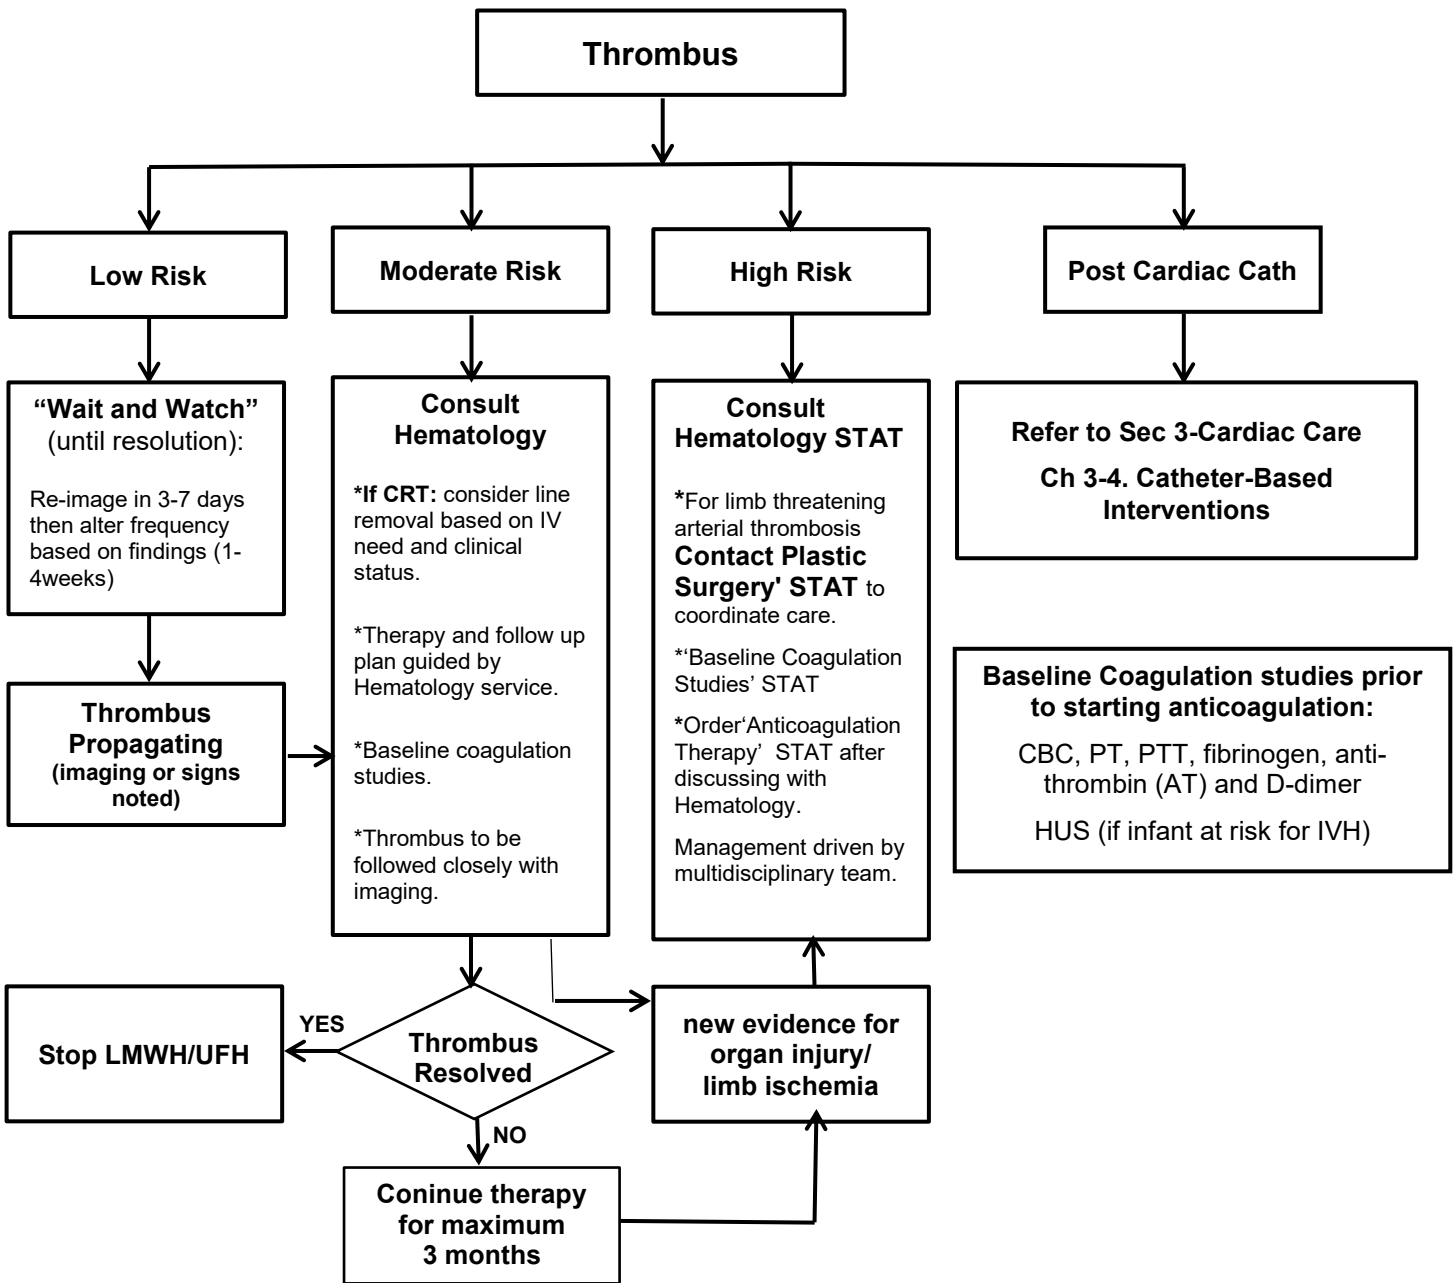 Thrombus
Low Risk
Moderate Risk
High Risk
Post Cardiac Cath
“Wait and Watch”
(until resolution):
Re-image in 3-7 days
then alter frequency
based on findings (1-
4weeks)
Thrombus
Propagating
(imaging or signs
noted)
Consult
Hematology
*If CRT: consider line
removal based on IV
need and clinical
status.
*Therapy and follow up
plan guided by
Hematology service.
*Baseline coagulation
studies.
*Thrombus to be
followed closely with
imaging.
Consult
Hematology STAT
*For limb threatening
arterial thrombosis
Contact Plastic
Surgery' STAT to
coordinate care.
*‘Baseline Coagulation
Studies’ STAT
*Order‘Anticoagulation
Therapy’ STAT after
discussing with
Hematology.
Management driven by
multidisciplinary team.
Refer to Sec 3-Cardiac Care
Ch 3-4. Catheter-Based
Interventions
Baseline Coagulation studies prior
to starting anticoagulation:
CBC, PT, PTT, fibrinogen, anti-
thrombin (AT) and D-dimer
HUS (if infant at risk for IVH)
Stop LMWH/UFH
YES
Thrombus
Resolved
NO
new evidence for
organ injury/
limb ischemia
Coninue therapy
for maximum
3 months